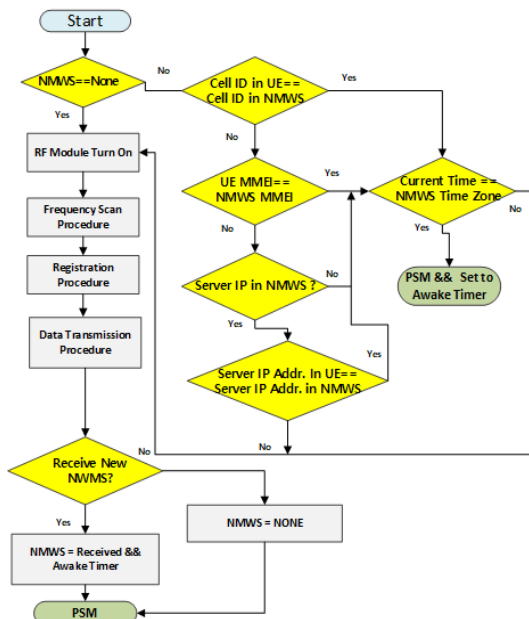 Start
NMWS==None
No
Yes
Cell ID in UE==
Cell ID in NMWS
Yes
No
RF Module Turn On
UE MMEI==
NMWS MMEI
Yes
No
Current Time ==
NMWS Time Zone
No
Yes
Frequency Scan
Procedure
Registration
Procedure
Server IP in NMWS ?
No
Yes
PSM && Set to
Awake Timer
Data Transmission
Procedure
Server IP Addr. In UE==
Server IP Addr. in NMWS
Yes
No
Receive New
NWMS?
No
Yes
NMWS = Received &&
Awake Timer
NMWS = NONE
PSM